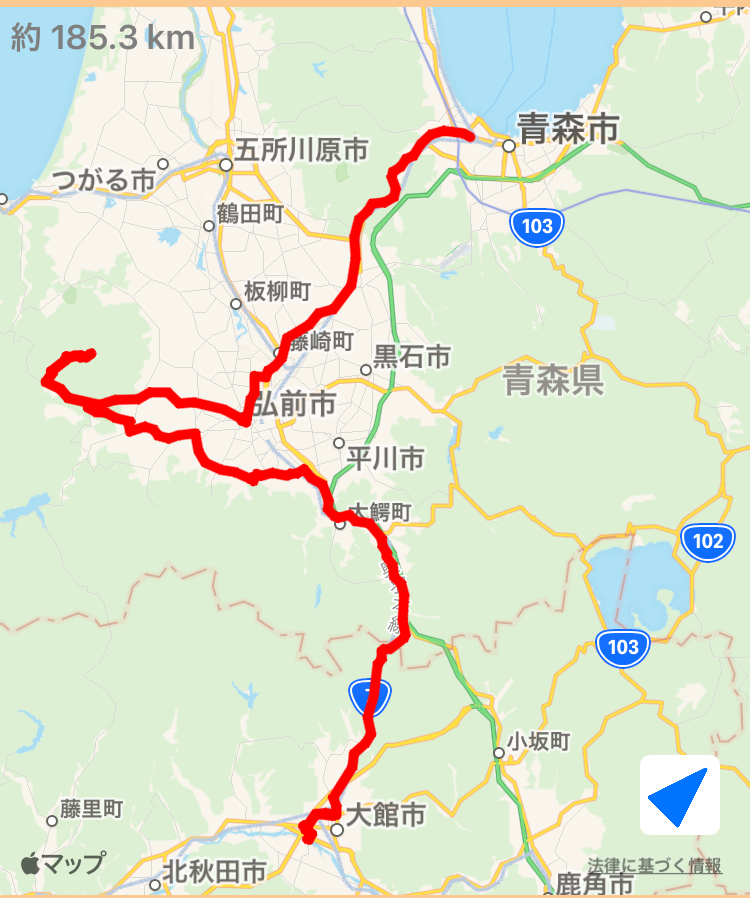 約 185.3 km
青森市
五所川原市
つがる市
鶴田町
103
板柳町
藤崎町
黒石市
青森県
弘前市
平川市
大鰐町
102
103
7
小坂町
藤里町
大館市
マップ
北秋田市
法律に基づく情報
鹿角市